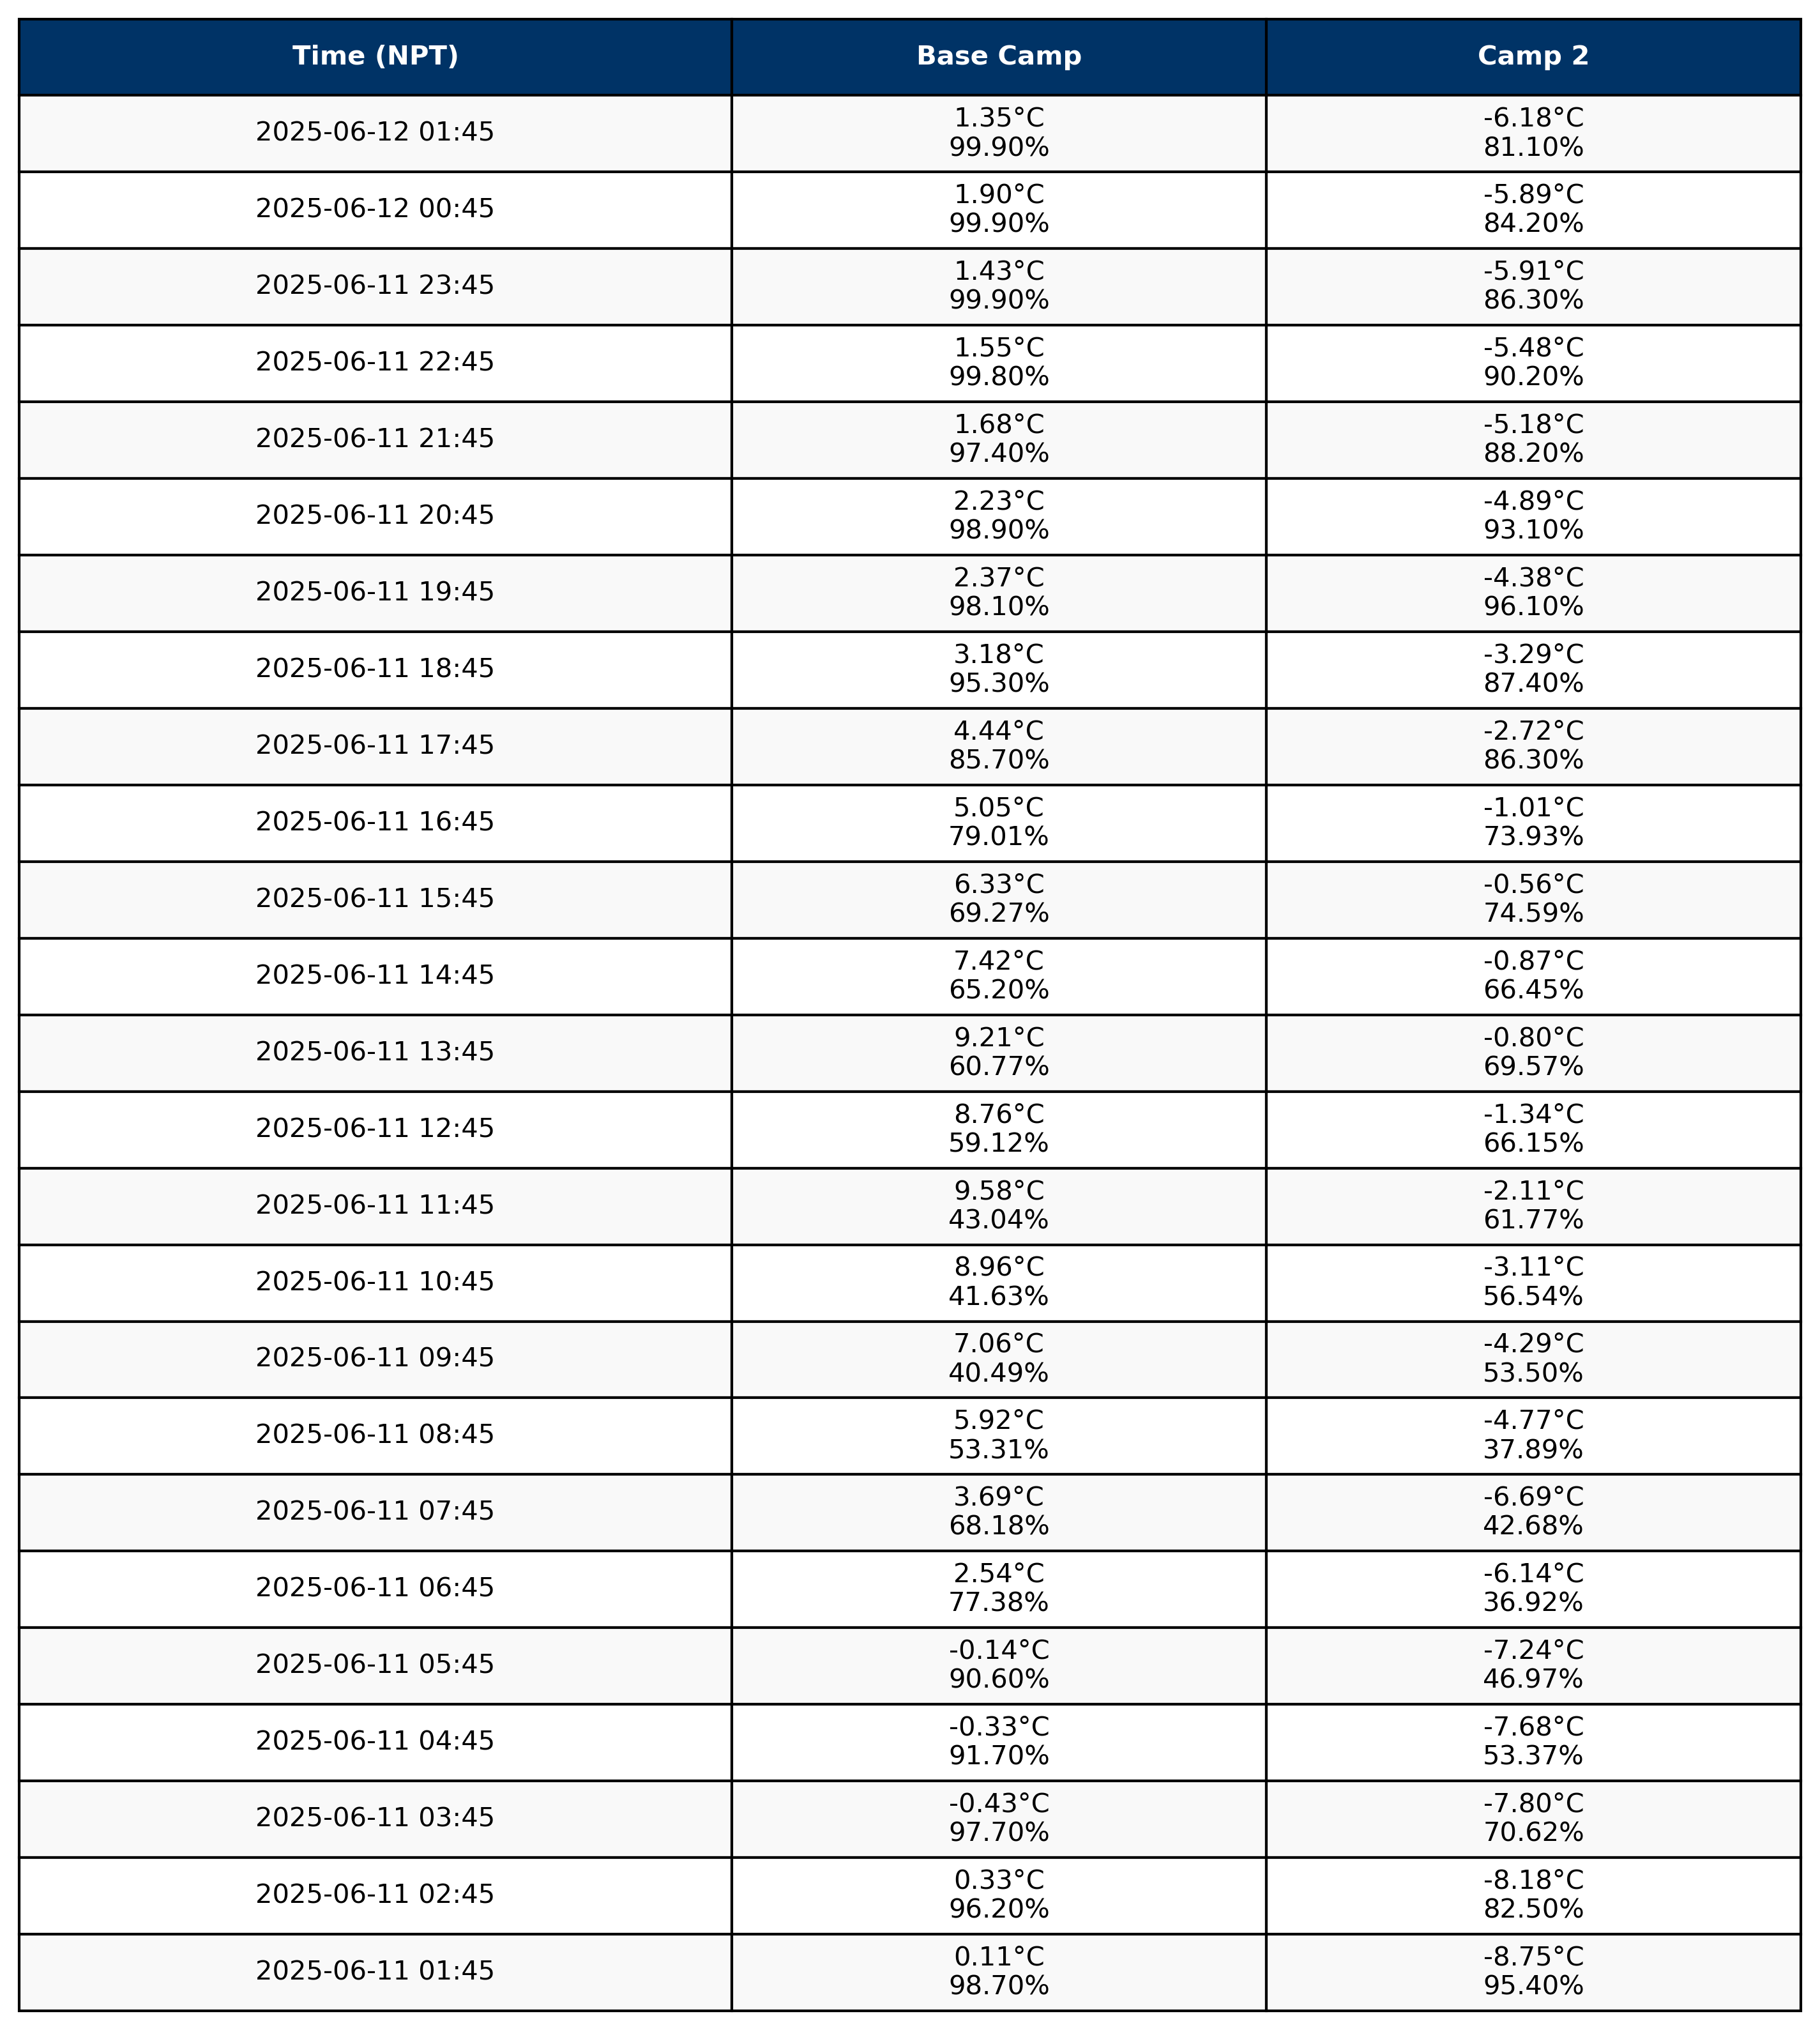 Time (NPT) Base Camp Camp 2
2025-06-12 01:45 1.35°C 99.90% -6.18°C 81.10%
2025-06-12 00:45 1.90°C 99.90% -5.89°C 84.20%
2025-06-11 23:45 1.43°C 99.90% -5.91°C 86.30%
2025-06-11 22:45 1.55°C 99.80% -5.48°C 90.20%
2025-06-11 21:45 1.68°C 97.40% -5.18°C 88.20%
2025-06-11 20:45 2.23°C 98.90% -4.89°C 93.10%
2025-06-11 19:45 2.37°C 98.10% -4.38°C 96.10%
2025-06-11 18:45 3.18°C 95.30% -3.29°C 87.40%
2025-06-11 17:45 4.44°C 85.70% -2.72°C 86.30%
2025-06-11 16:45 5.05°C 79.01% -1.01°C 73.93%
2025-06-11 15:45 6.33°C 69.27% -0.56°C 74.59%
2025-06-11 14:45 7.42°C 65.20% -0.87°C 66.45%
2025-06-11 13:45 9.21°C 60.77% -0.80°C 69.57%
2025-06-11 12:45 8.76°C 59.12% -1.34°C 66.15%
2025-06-11 11:45 9.58°C 43.04% -2.11°C 61.77%
2025-06-11 10:45 8.96°C 41.63% -3.11°C 56.54%
2025-06-11 09:45 7.06°C 40.49% -4.29°C 53.50%
2025-06-11 08:45 5.92°C 53.31% -4.77°C 37.89%
2025-06-11 07:45 3.69°C 68.18% -6.69°C 42.68%
2025-06-11 06:45 2.54°C 77.38% -6.14°C 36.92%
2025-06-11 05:45 -0.14°C 90.60% -7.24°C 46.97%
2025-06-11 04:45 -0.33°C 91.70% -7.68°C 53.37%
2025-06-11 03:45 -0.43°C 97.70% -7.80°C 70.62%
2025-06-11 02:45 0.33°C 96.20% -8.18°C 82.50%
2025-06-11 01:45 0.11°C 98.70% -8.75°C 95.40%